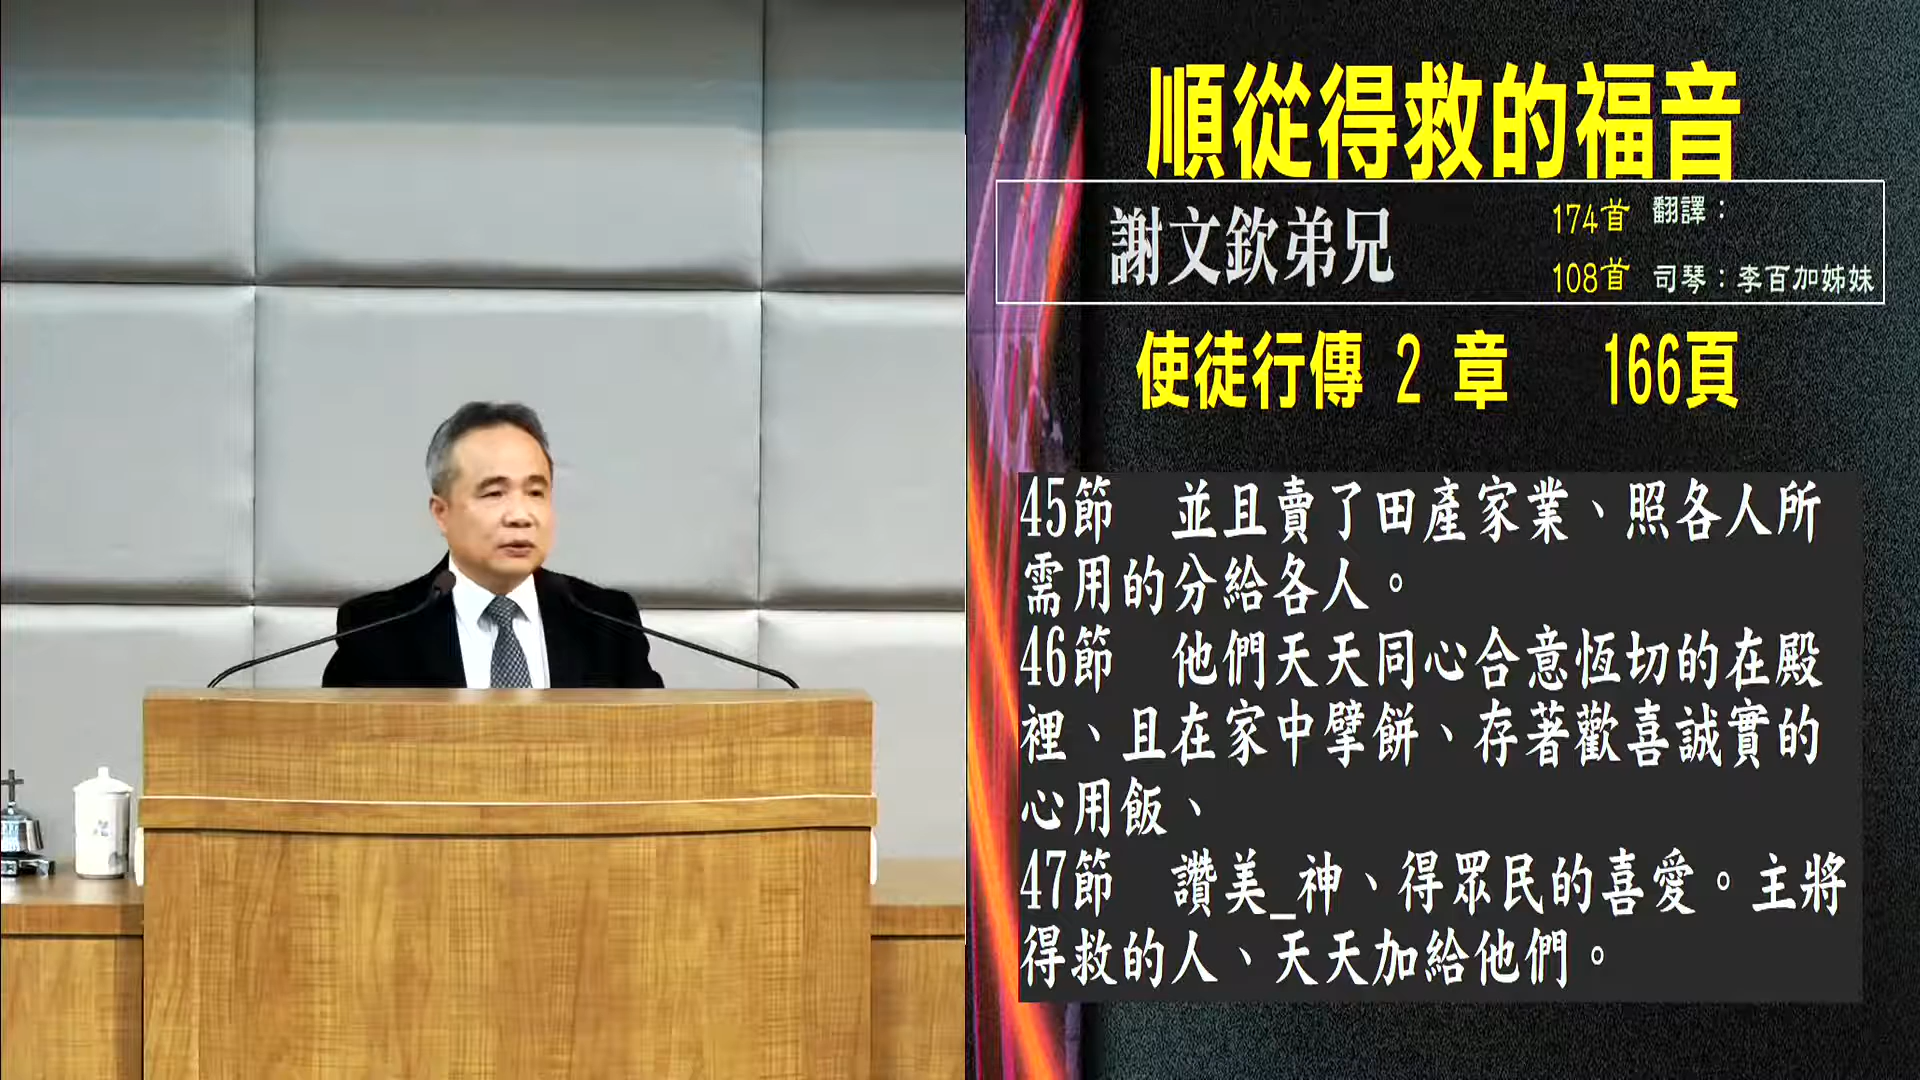 順從得救的福音
謝文欽弟兄
174首 翻譯：
108首 司琴：李百加姊妹
使徒行傳 2 章 166頁
45節 並且賣了田產家業、照各人所
需用的分給各人。
46節 他們天天同心合意恆切的在殿
裡、且在家中擘餅、存著歡喜誠實的
心用飯、
47節 讚美_神、得眾民的喜愛。主將
得救的人、天天加給他們。